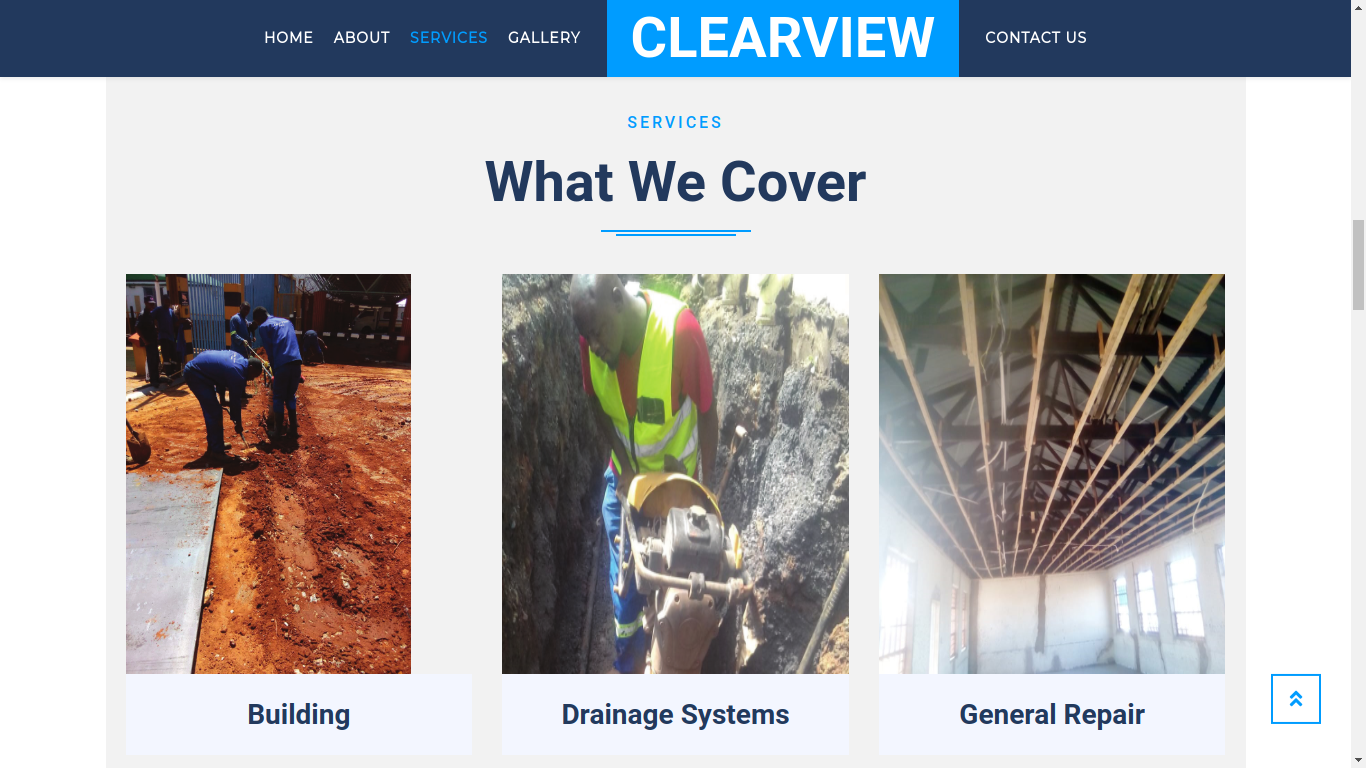 HOME ABOUT SERVICES GALLERY CLEARVIEW CONTACT US
SERVICES
What We Cover
Building Drainage Systems General Repair